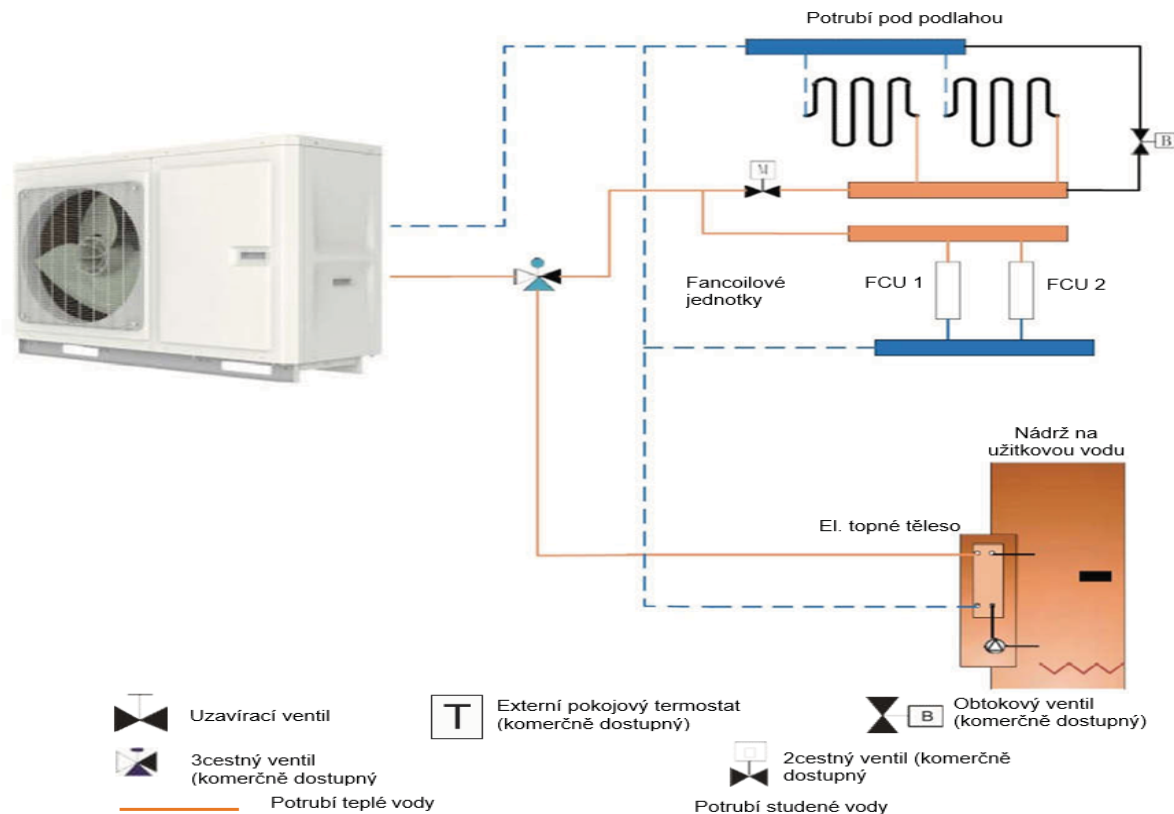 Potrubí pod podlahou
B
M
Fancoilové
jednotky
FCU 1
FCU 2
Nádrž na
užitkovou vodu
El. topné těleso
Uzavírací ventil
T
Externí pokojový termostat
(komerčně dostupný)
B
Obtokový ventil
(komerčně dostupný)
3cestný ventil
(komerčně dostupný
2cestný ventil (komerčně
dostupný
Potrubí teplé vody
Potrubí studené vody